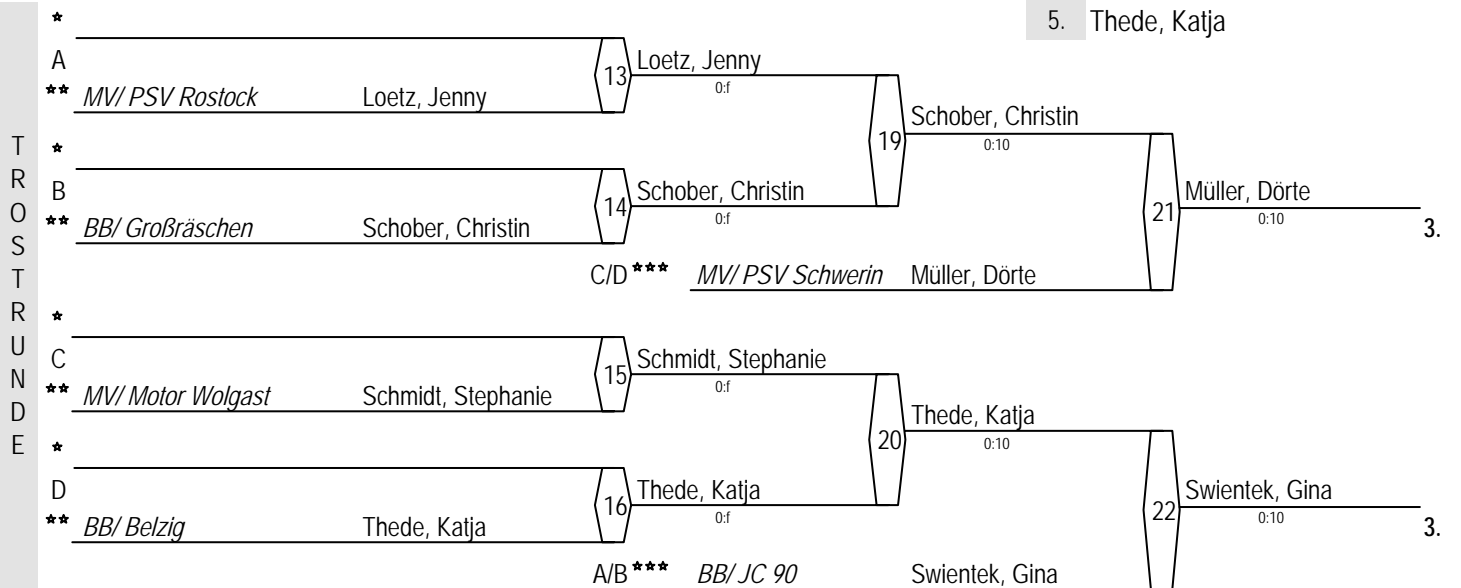 TROSTRUNDE
5. Thede, Katja
*
A
** MV/ PSV Rostock Loetz, Jenny
13 Loetz, Jenny
0:f
*
B
** BB/ Großräschen Schober, Christin
14 Schober, Christin
0:f
19 Schober, Christin
0:10
C/D *** MV/ PSV Schwerin Müller, Dörte
21 Müller, Dörte
0:10
3.
*
C
** MV/ Motor Wolgast Schmidt, Stephanie
15 Schmidt, Stephanie
0:f
*
D
** BB/ Belzig Thede, Katja
16 Thede, Katja
0:f
20 Thede, Katja
0:10
A/B *** BB/ JC 90 Swientek, Gina
22 Swientek, Gina
0:10
3.